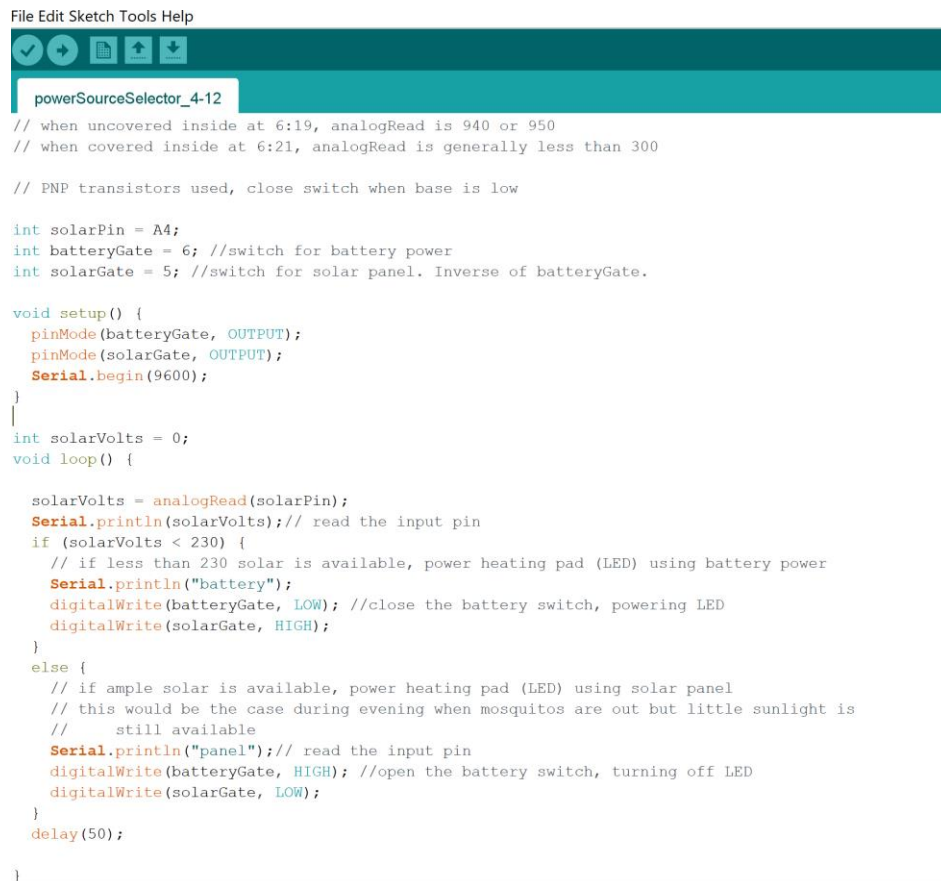 File Edit Sketch Tools Help
powerSourceSelector_4-12
// when uncovered inside at 6:19, analogRead is 940 or 950
// when covered inside at 6:21, analogRead is generally less than 300
// PNP transistors used, close switch when base is low
int solarPin = A4;
int batteryGate = 6; //switch for battery power
int solarGate = 5; //switch for solar panel. Inverse of batteryGate.
void setup() {
  pinMode(batteryGate, OUTPUT);
  pinMode(solarGate, OUTPUT);
  Serial.begin(9600);
}
int solarVolts = 0;
void loop() {
  solarVolts = analogRead(solarPin);
  Serial.println(solarVolts);// read the input pin
  if (solarVolts < 230) {
    // if less than 230 solar is available, power heating pad (LED) using battery power
    Serial.println("battery");
    digitalWrite(batteryGate, LOW); //close the battery switch, powering LED
    digitalWrite(solarGate, HIGH);
  }
  else {
    // if ample solar is available, power heating pad (LED) using solar panel
    // this would be the case during evening when mosquitos are out but little sunlight is
    //     still available
    Serial.println("panel");// read the input pin
    digitalWrite(batteryGate, HIGH); //open the battery switch, turning off LED
    digitalWrite(solarGate, LOW);
  }
  delay(50);
}